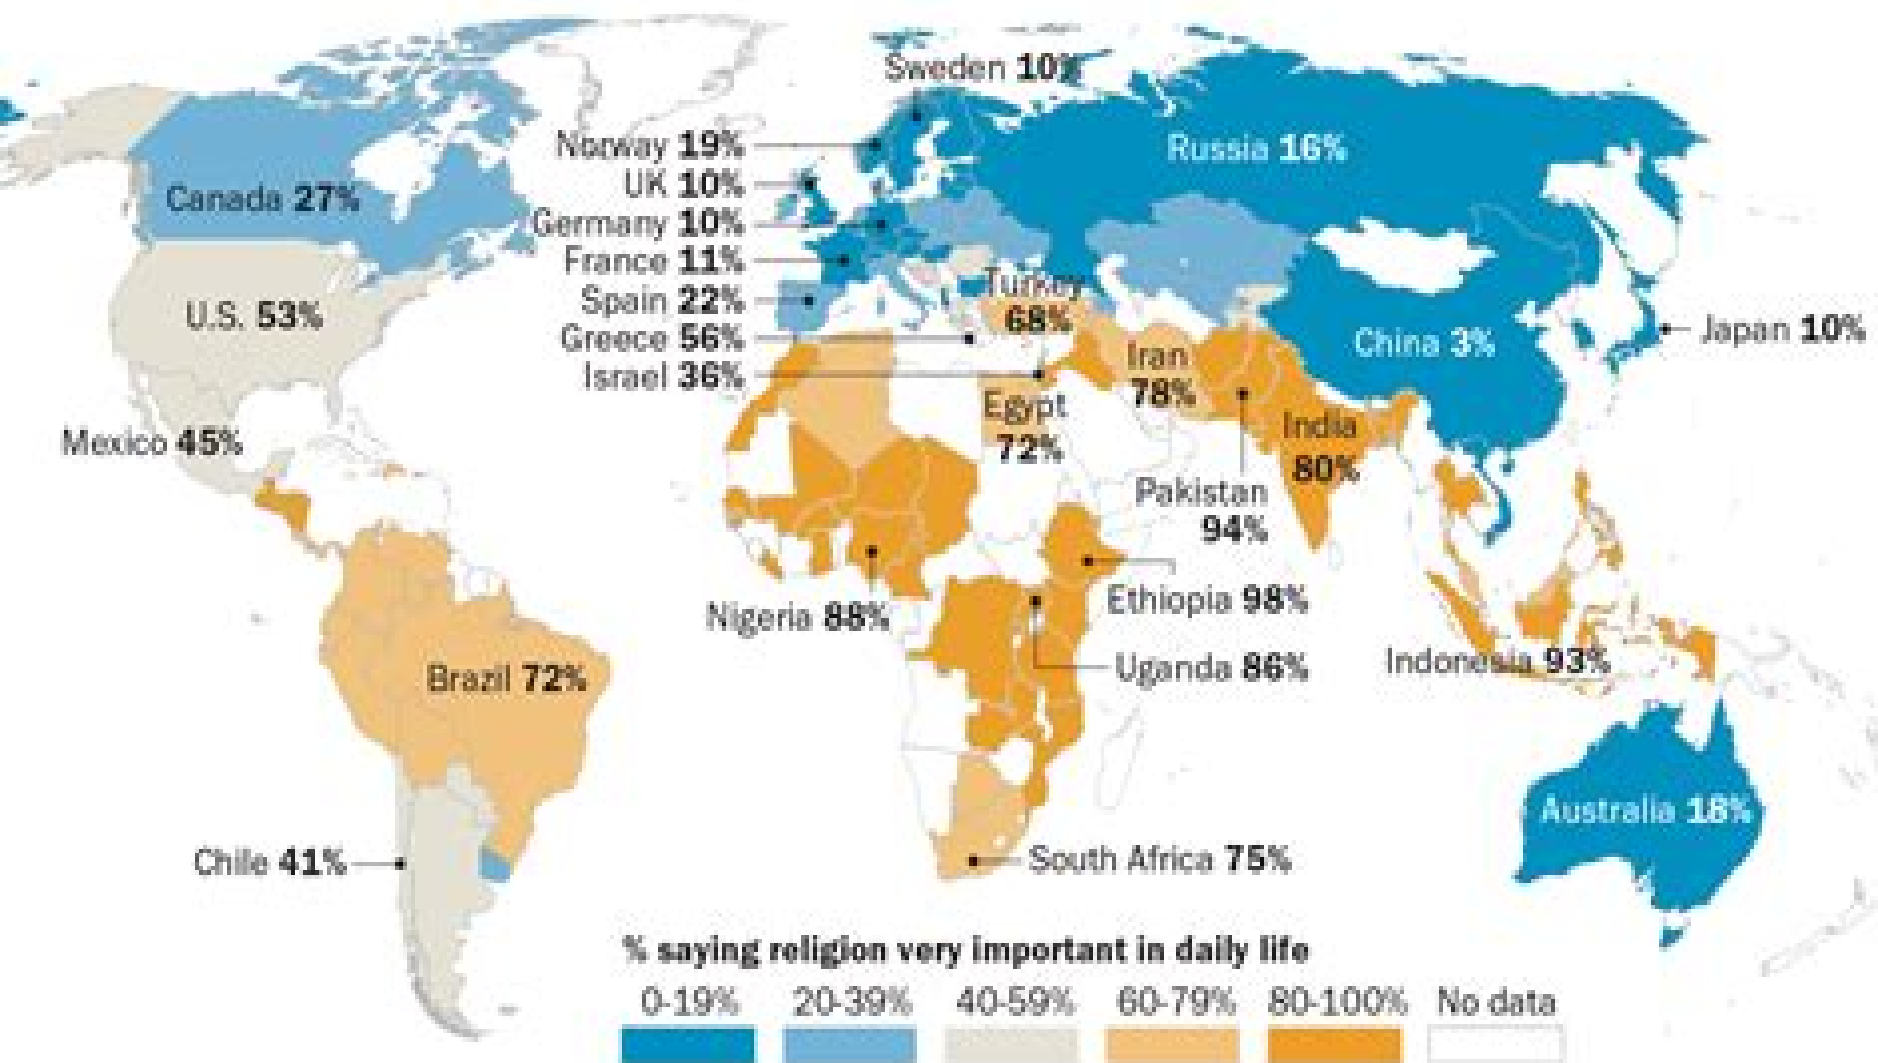 Sweden 10%
Norway 19%
Russia 16%
UK 10%
Canada 27%
Germany 10%
France 11%
Turkey
68%
Spain 22%
U.S. 53%
Greece 56%
Japan 10%
China 3%
Israel 36%
Iran
78%
Egypt
72%
India
80%
Mexico 45%
Pakistan
94%
Nigeria 88%
Ethiopia 98%
Uganda 86%
Indonesia 93%
Brazil 72%
Australia 18%
Chile 41%
South Africa 75%
% saying religion very important in daily life
0-19% 20-39% 40-59% 60-79% 80-100% No data